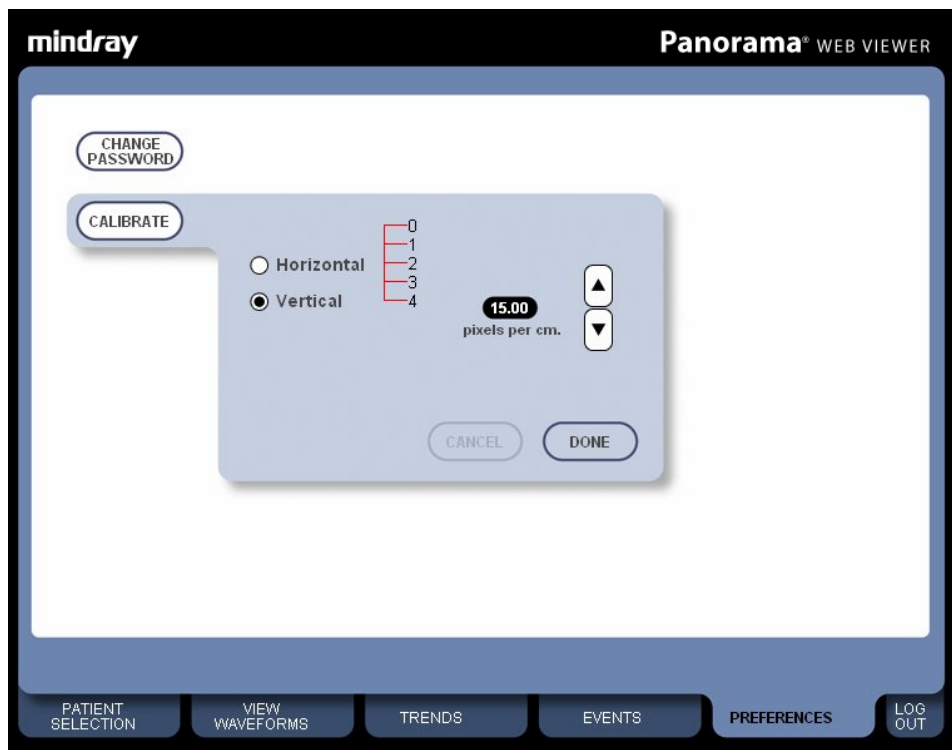 mindray
Panorama® WEB VIEWER
CHANGE
PASSWORD
CALIBRATE
Horizontal
Vertical
0
1
2
3
4
15.00
pixels per cm.
CANCEL
DONE
PATIENT
SELECTION
VIEW
WAVEFORMS
TRENDS
EVENTS
PREFERENCES
LOG
OUT